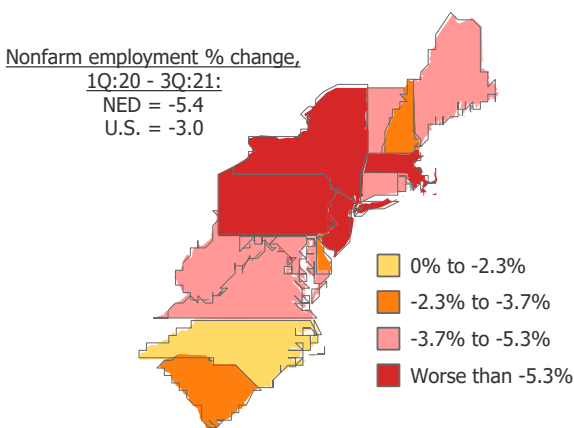 Nonfarm employment % change,
1Q:20 - 3Q:21:
NED = -5.4
U.S. = -3.0
0% to -2.3%
-2.3% to -3.7%
-3.7% to -5.3%
Worse than -5.3%